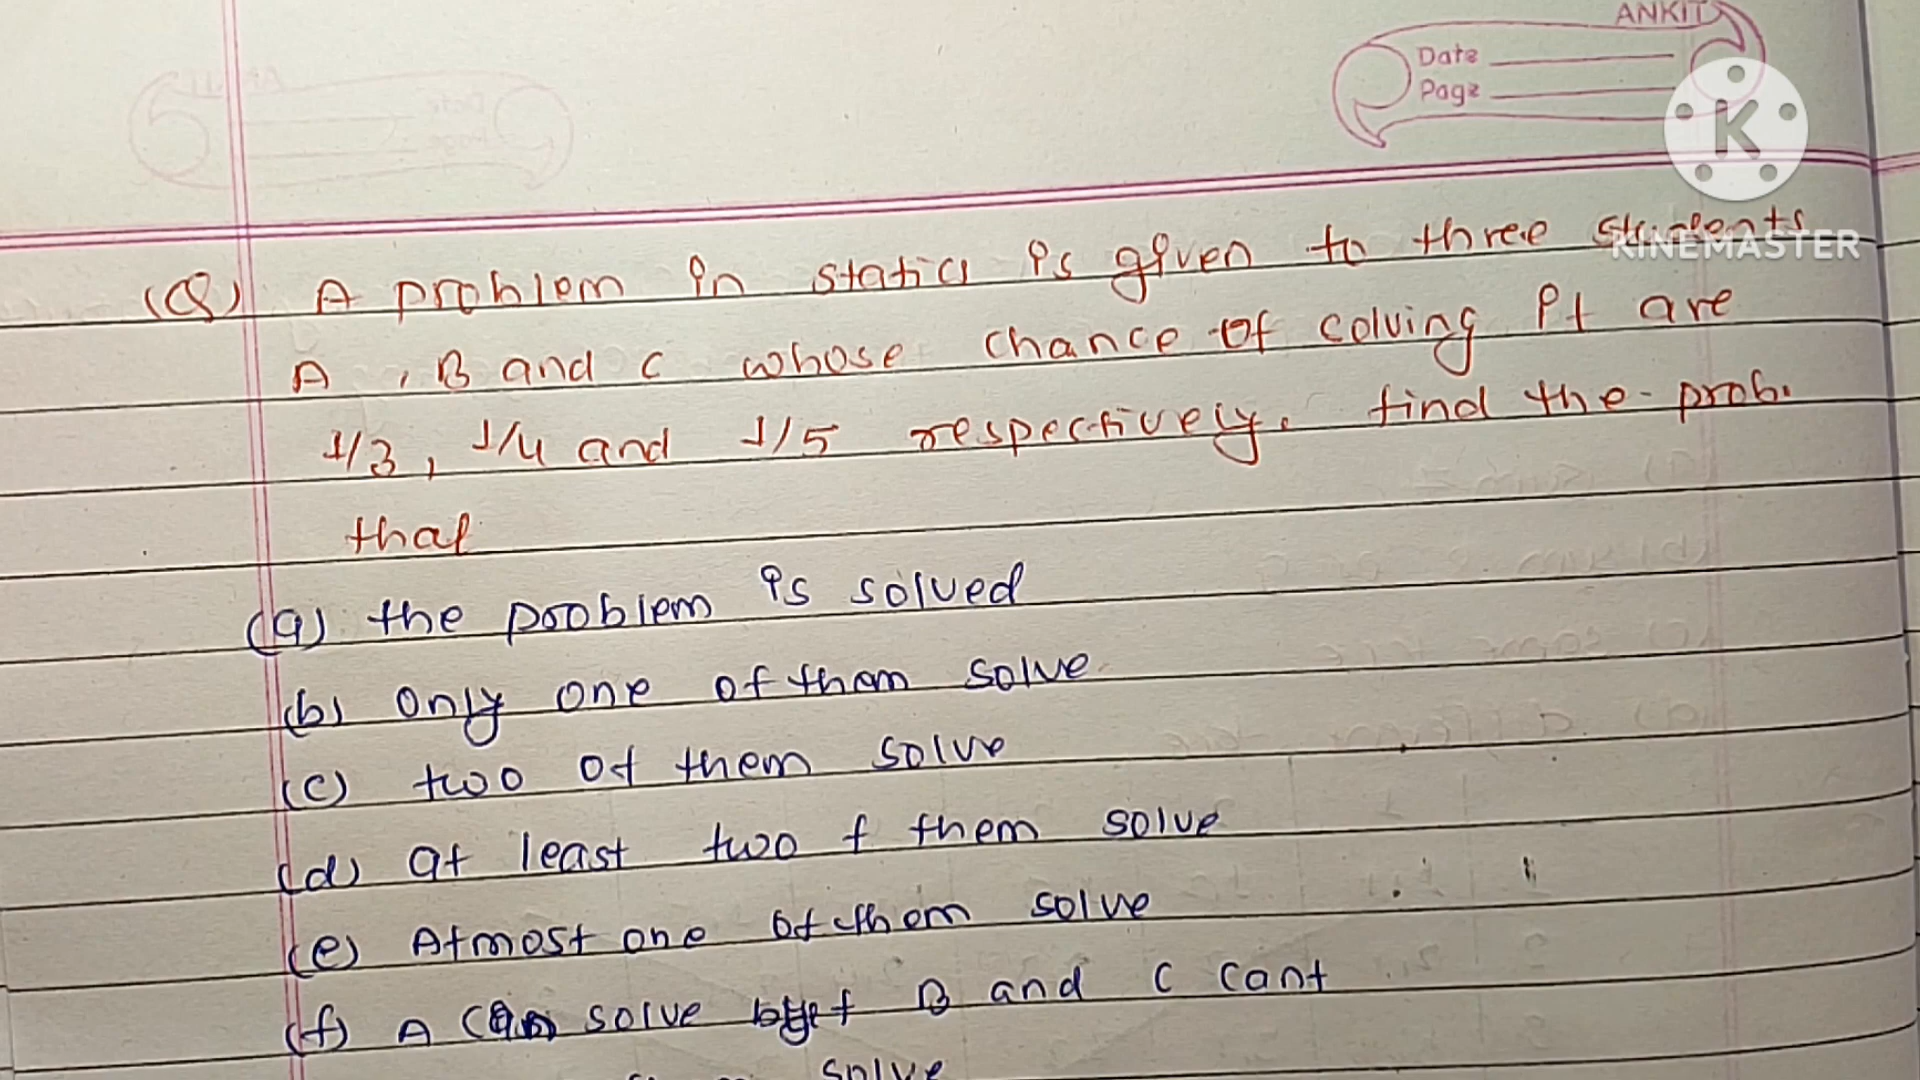 ANKIT
Date
Page
K
KINEMASTER
(Q) A problem in statics is given to three students
A , B and C whose chance of solving it are
1/3, 1/4 and 1/5 respectively. find the prob.
that
(a) the problem is solved
(b) only one of them solve
(c) two of them solve
(d) at least two f them solve
(e) Atmost one of them solve
(f) A can solve but B and C cant
solve